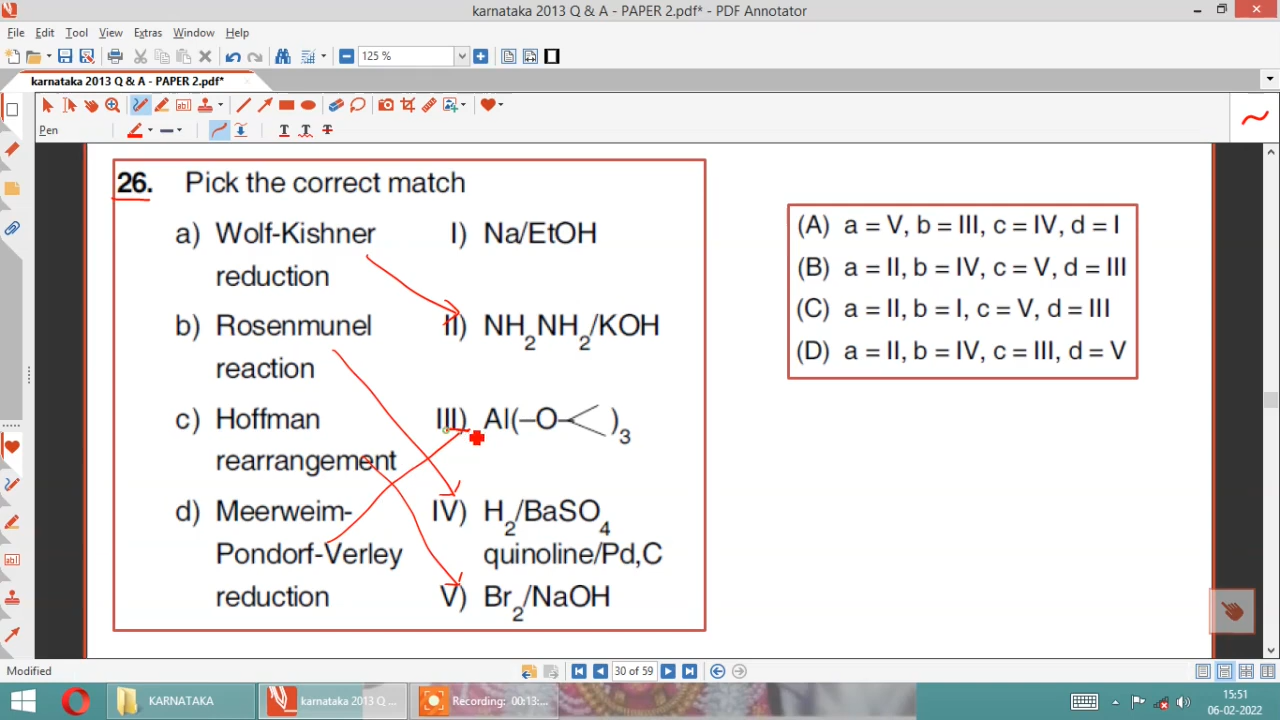 karnataka 2013 Q & A - PAPER 2.pdf* - PDF Annotator
File Edit Tool View Extras Window Help
125 %
karnataka 2013 Q & A - PAPER 2.pdf*
Pen
26. Pick the correct match
a) Wolf-Kishner I) Na/EtOH
reduction
b) Rosenmunel II) NH2NH2/KOH
reaction
c) Hoffman III) Al(–O–< )3
rearrangement
d) Meerweim- IV) H2/BaSO4
Pondorf-Verley quinoline/Pd,C
reduction V) Br2/NaOH
(A) a = V, b = III, c = IV, d = I
(B) a = II, b = IV, c = V, d = III
(C) a = II, b = I, c = V, d = III
(D) a = II, b = IV, c = III, d = V
Modified
30 of 59
KARNATAKA
karnataka 2013 Q ...
Recording: 00:13:...
15:51
06-02-2022